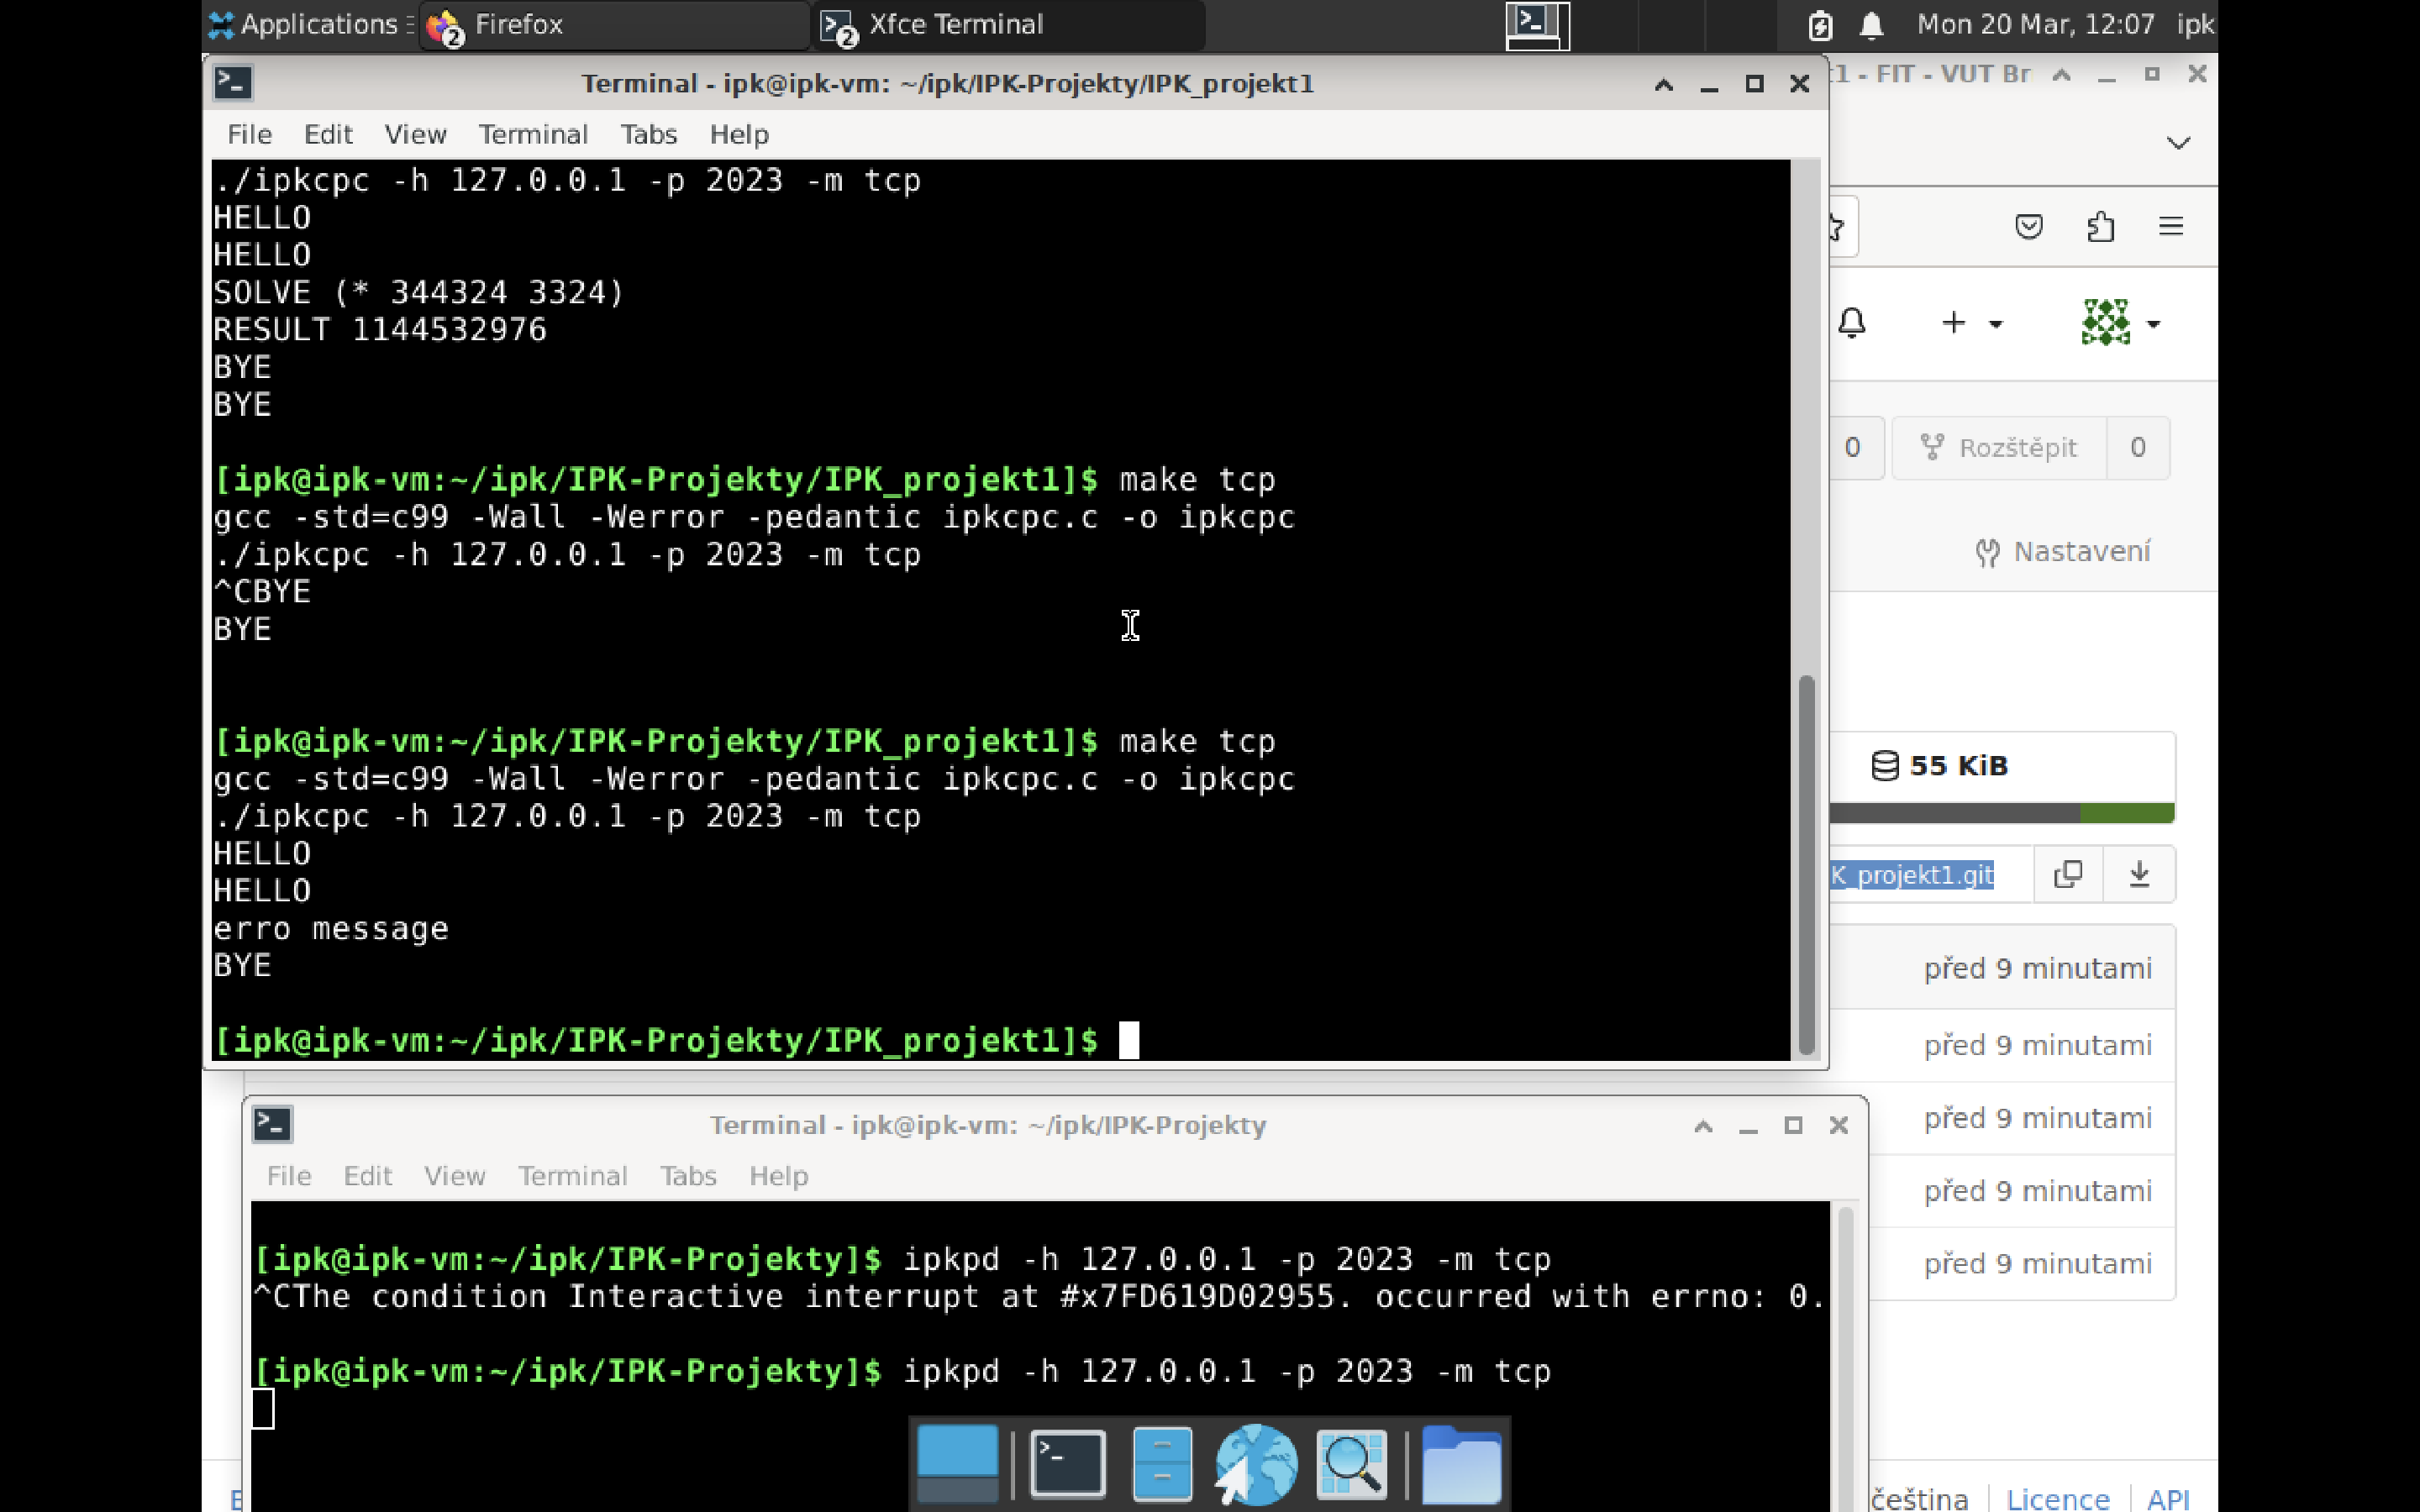 Applications
2 Firefox
2 Xfce Terminal
Mon 20 Mar, 12:07 ipk
Terminal - ipk@ipk-vm: ~/ipk/IPK-Projekty/IPK_projekt1
File Edit View Terminal Tabs Help
./ipkcpc -h 127.0.0.1 -p 2023 -m tcp
HELLO
HELLO
SOLVE (* 344324 3324)
RESULT 1144532976
BYE
BYE
[ipk@ipk-vm:~/ipk/IPK-Projekty/IPK_projekt1]$ make tcp
gcc -std=c99 -Wall -Werror -pedantic ipkcpc.c -o ipkcpc
./ipkcpc -h 127.0.0.1 -p 2023 -m tcp
^CBYE
BYE
[ipk@ipk-vm:~/ipk/IPK-Projekty/IPK_projekt1]$ make tcp
gcc -std=c99 -Wall -Werror -pedantic ipkcpc.c -o ipkcpc
./ipkcpc -h 127.0.0.1 -p 2023 -m tcp
HELLO
HELLO
erro message
BYE
[ipk@ipk-vm:~/ipk/IPK-Projekty/IPK_projekt1]$
Terminal - ipk@ipk-vm: ~/ipk/IPK-Projekty
File Edit View Terminal Tabs Help
[ipk@ipk-vm:~/ipk/IPK-Projekty]$ ipkpd -h 127.0.0.1 -p 2023 -m tcp
^CThe condition Interactive interrupt at #x7FD619D02955. occurred with errno: 0.
[ipk@ipk-vm:~/ipk/IPK-Projekty]$ ipkpd -h 127.0.0.1 -p 2023 -m tcp
t1 - FIT - VUT Br
0 Rozštěpit 0
Nastavení
55 KiB
K_projekt1.git
před 9 minutami
před 9 minutami
před 9 minutami
před 9 minutami
před 9 minutami
čeština Licence API